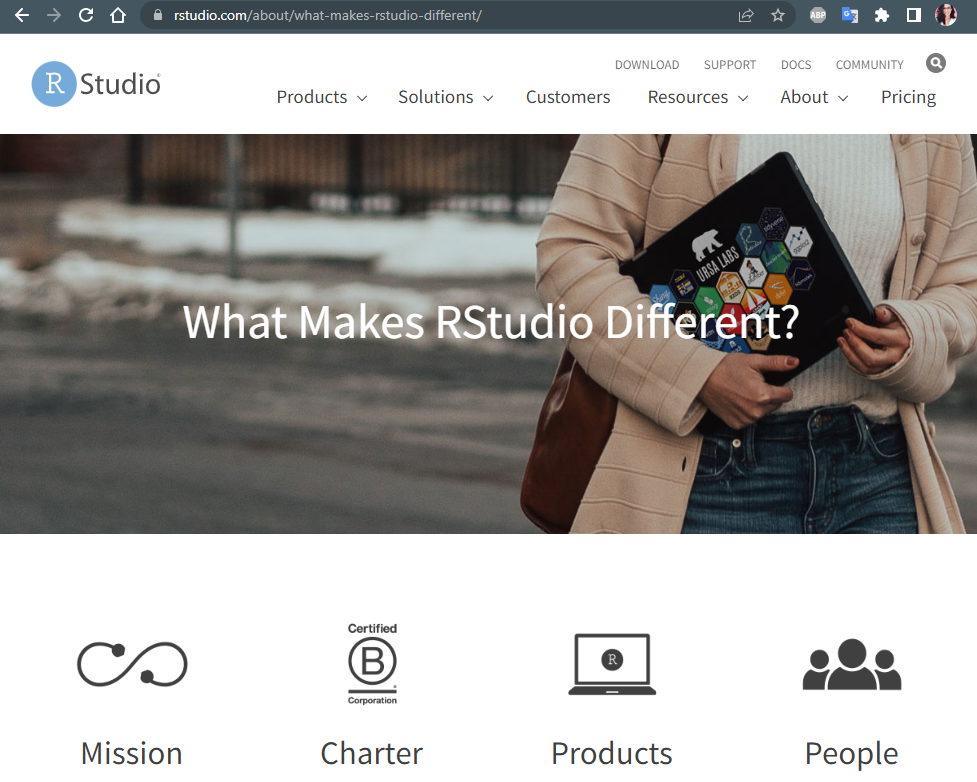 rstudio.com/about/what-makes-rstudio-different/
ABP
DOWNLOAD SUPPORT DOCS COMMUNITY
R Studio®
Products Solutions Customers Resources About Pricing
URSA LABS
What Makes RStudio Different?
Certified
B
Corporation
R
Mission Charter Products People